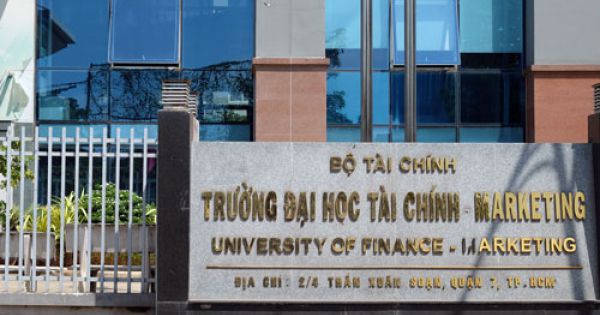 BỘ TÀI CHÍNH
TRƯỜNG ĐẠI HỌC TÀI CHÍNH - MARKETING
UNIVERSITY OF FINANCE - MARKETING
ĐỊA CHỈ : 2/4 TRẦN XUÂN SOẠN, QUẬN 7, TP.HCM